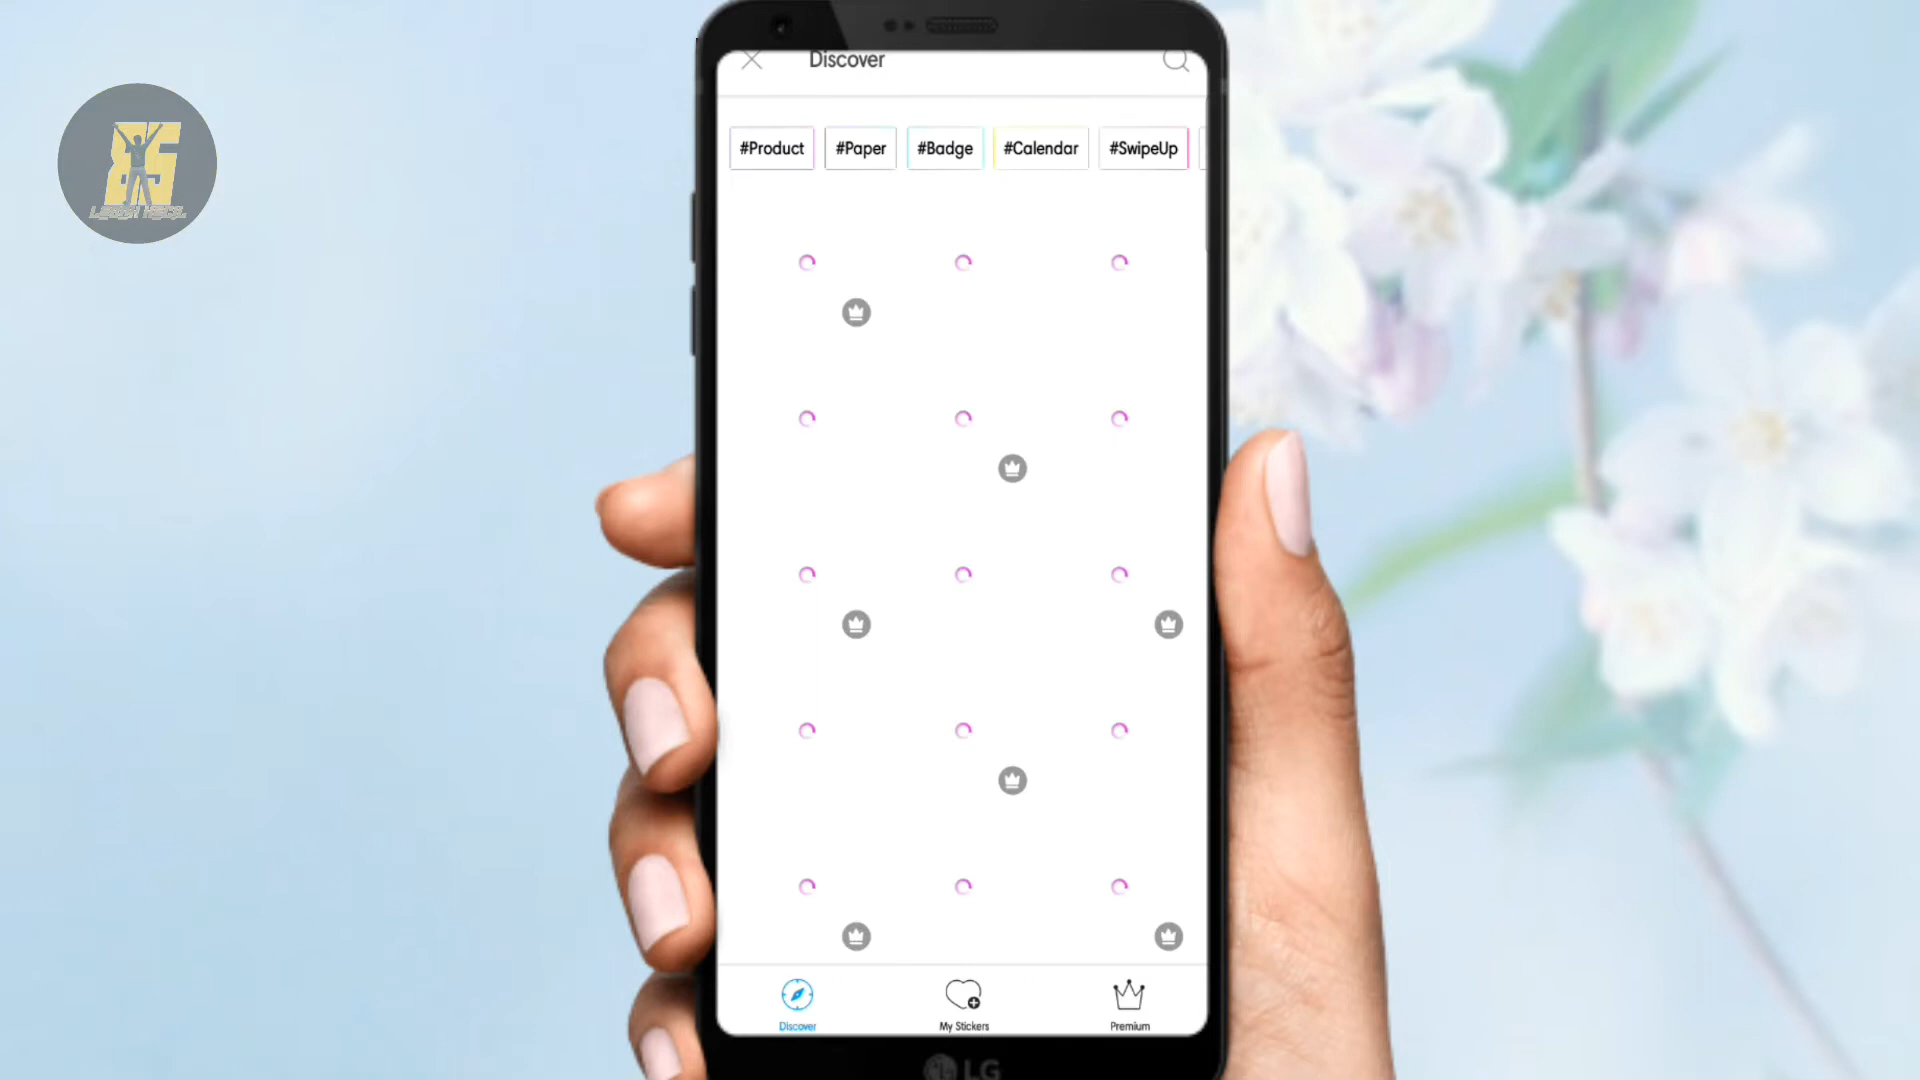 Discover
#Product #Paper #Badge #Calendar #SwipeUp
Discover My Stickers Premium
LG